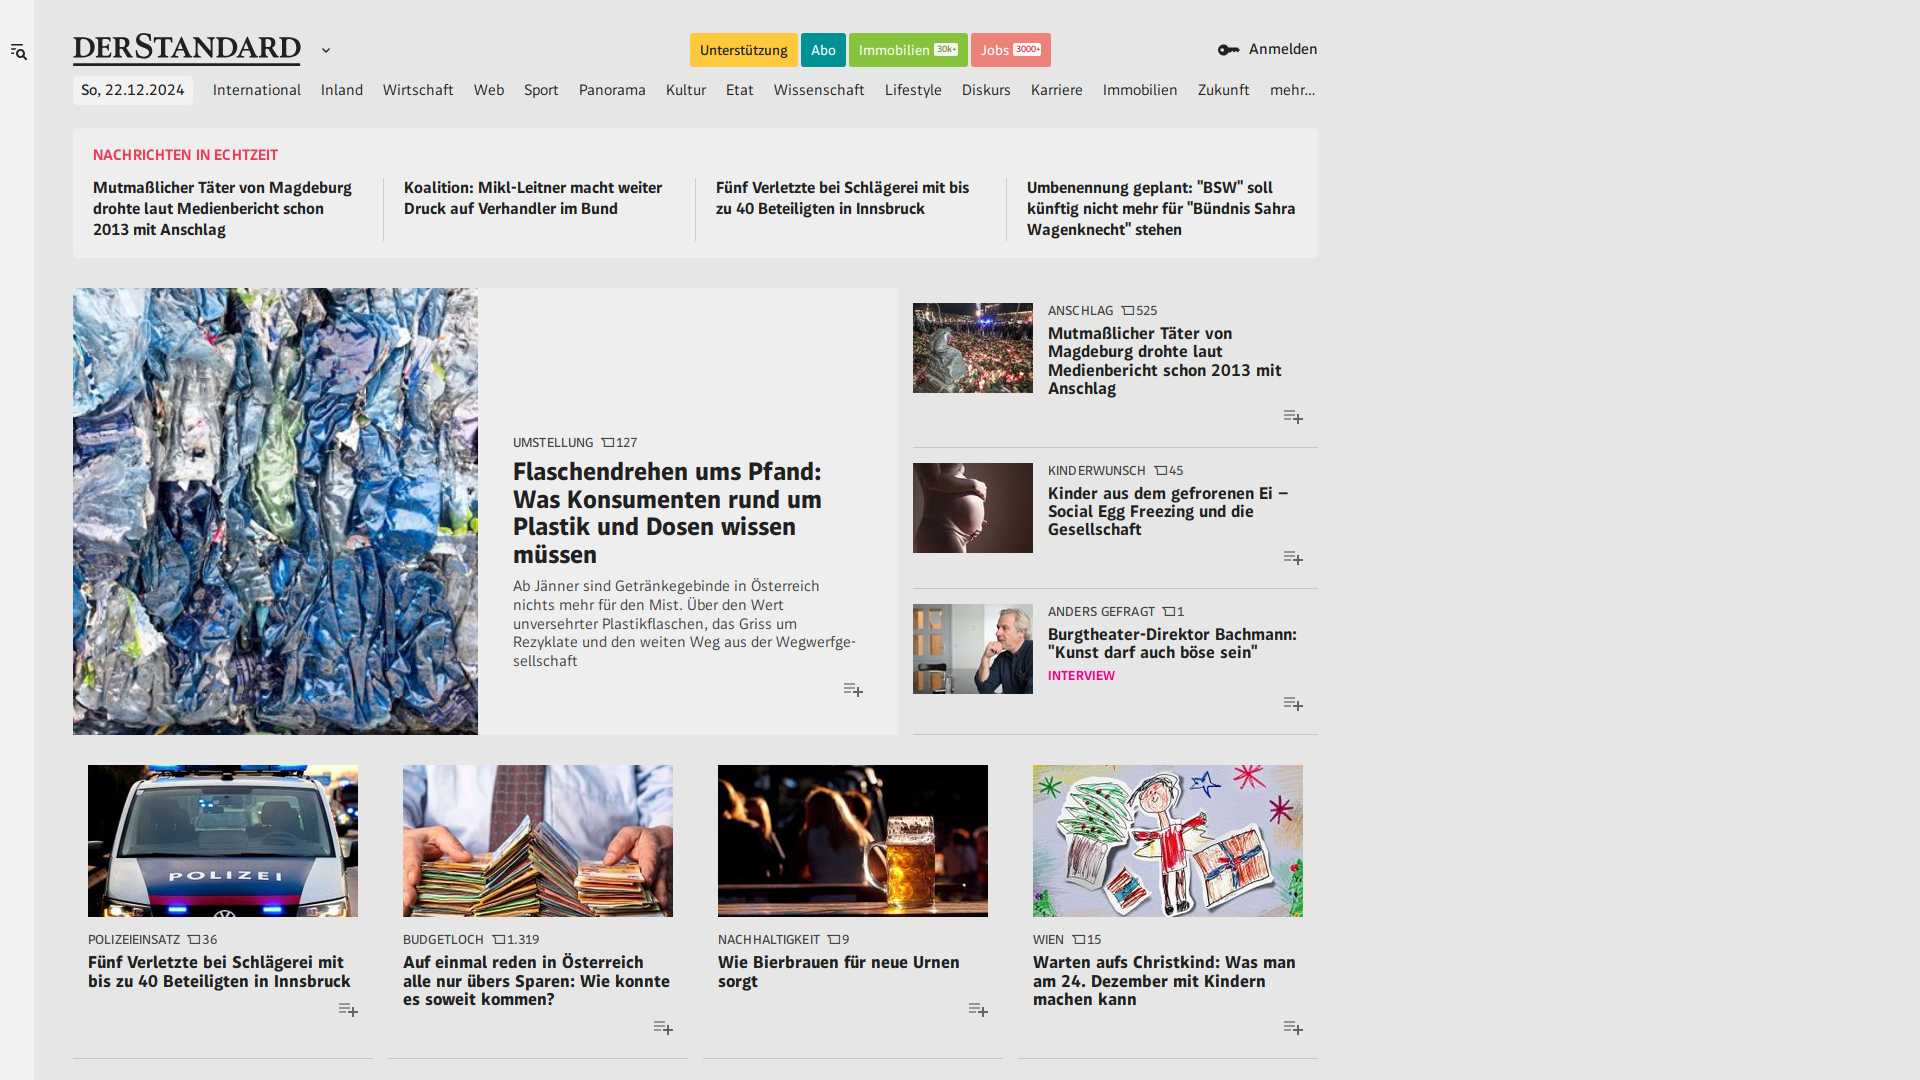 DERSTANDARD
Unterstützung
Abo
Immobilien 30k+
Jobs 3000+
Anmelden
So, 22.12.2024
International
Inland
Wirtschaft
Web
Sport
Panorama
Kultur
Etat
Wissenschaft
Lifestyle
Diskurs
Karriere
Immobilien
Zukunft
mehr…
NACHRICHTEN IN ECHTZEIT
Mutmaßlicher Täter von Magdeburg
drohte laut Medienbericht schon
2013 mit Anschlag
Koalition: Mikl-Leitner macht weiter
Druck auf Verhandler im Bund
Fünf Verletzte bei Schlägerei mit bis
zu 40 Beteiligten in Innsbruck
Umbenennung geplant: "BSW" soll
künftig nicht mehr für "Bündnis Sahra
Wagenknecht" stehen
UMSTELLUNG 127
Flaschendrehen ums Pfand:
Was Konsumenten rund um
Plastik und Dosen wissen
müssen
Ab Jänner sind Getränkegebinde in Österreich
nichts mehr für den Mist. Über den Wert
unversehrter Plastikflaschen, das Griss um
Rezyklate und den weiten Weg aus der Wegwerfge-
sellschaft
ANSCHLAG 525
Mutmaßlicher Täter von
Magdeburg drohte laut
Medienbericht schon 2013 mit
Anschlag
KINDERWUNSCH 45
Kinder aus dem gefrorenen Ei –
Social Egg Freezing und die
Gesellschaft
ANDERS GEFRAGT 1
Burgtheater-Direktor Bachmann:
"Kunst darf auch böse sein"
INTERVIEW
POLIZEI
POLIZEIEINSATZ 36
Fünf Verletzte bei Schlägerei mit
bis zu 40 Beteiligten in Innsbruck
BUDGETLOCH 1.319
Auf einmal reden in Österreich
alle nur übers Sparen: Wie konnte
es soweit kommen?
NACHHALTIGKEIT 9
Wie Bierbrauen für neue Urnen
sorgt
WIEN 15
Warten aufs Christkind: Was man
am 24. Dezember mit Kindern
machen kann